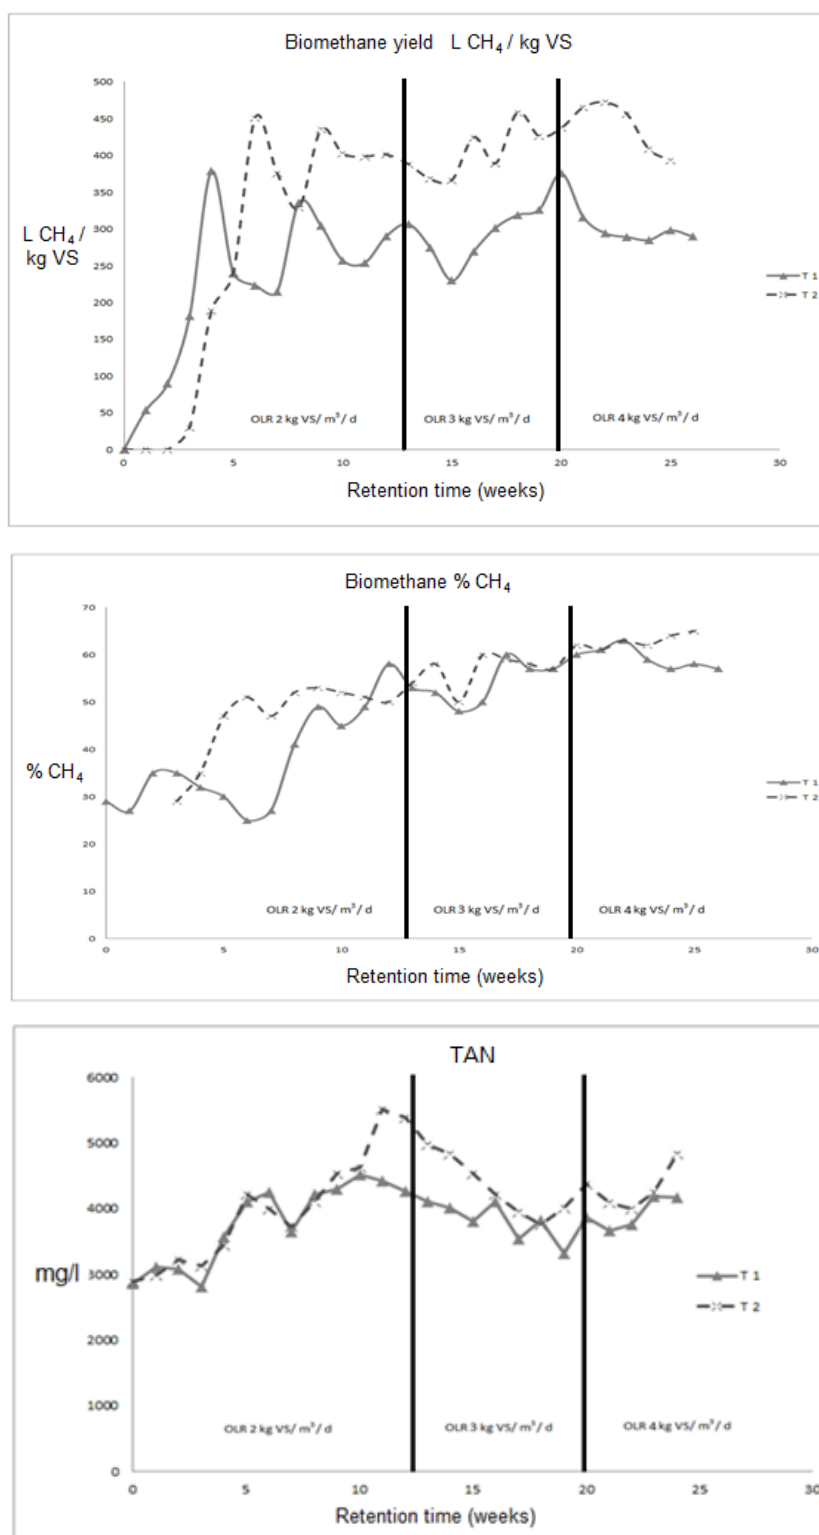 Biomethane yield L CH₄ / kg VS
500
450
400
350
300
250
200
150
100
50
0
L CH₄ /
kg VS
T 1
T 2
OLR 2 kg VS/ m³/ d
OLR 3 kg VS/ m³/ d
OLR 4 kg VS/ m³/ d
0 5 10 15 20 25 30
Retention time (weeks)
Biomethane % CH₄
70
60
50
40
30
20
10
0
% CH₄
T 1
T 2
OLR 2 kg VS/ m³/ d
OLR 3 kg VS/ m³/ d
OLR 4 kg VS/ m³/ d
0 5 10 15 20 25 30
Retention time (weeks)
TAN
6000
5000
4000
3000
2000
1000
0
mg/l
T 1
T 2
OLR 2 kg VS/ m³/ d
OLR 3 kg VS/ m³/ d
OLR 4 kg VS/ m³/ d
0 5 10 15 20 25 30
Retention time (weeks)